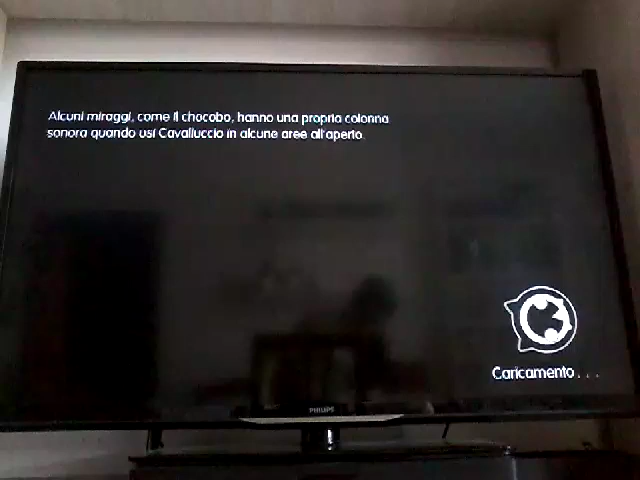 Alcuni miraggi, come il chocobo, hanno una propria colonna
sonora quando usi Cavalluccio in alcune aree all'aperto.
Caricamento . . .
PHILIPS